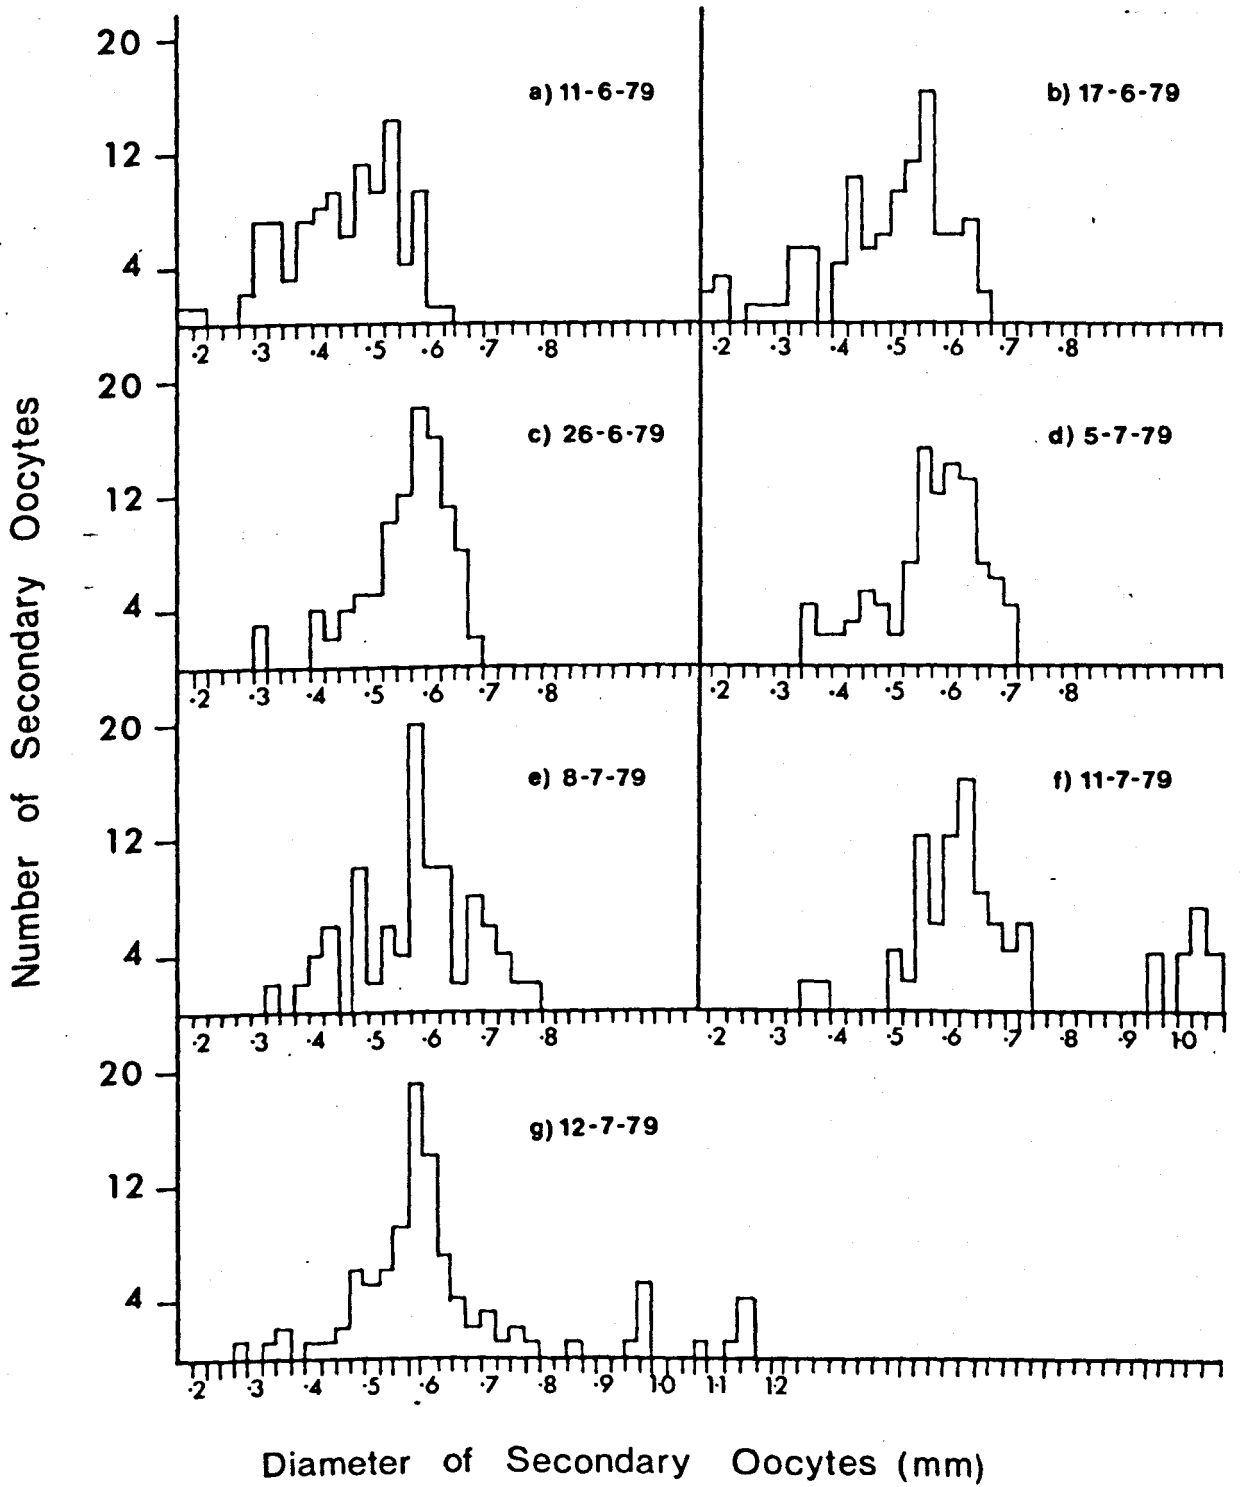 20
12
4
a) 11-6-79
b) 17-6-79
·2 ·3 ·4 ·5 ·6 ·7 ·8
·2 ·3 ·4 ·5 ·6 ·7 ·8
20
12
4
c) 26-6-79
d) 5-7-79
·2 ·3 ·4 ·5 ·6 ·7 ·8
·2 ·3 ·4 ·5 ·6 ·7 ·8
20
12
4
e) 8-7-79
f) 11-7-79
·2 ·3 ·4 ·5 ·6 ·7 ·8
·2 ·3 ·4 ·5 ·6 ·7 ·8 ·9 1·0
20
12
4
g) 12-7-79
·2 ·3 ·4 ·5 ·6 ·7 ·8 ·9 1·0 1·1 1·2
Number of Secondary Oocytes
Diameter of Secondary Oocytes (mm)